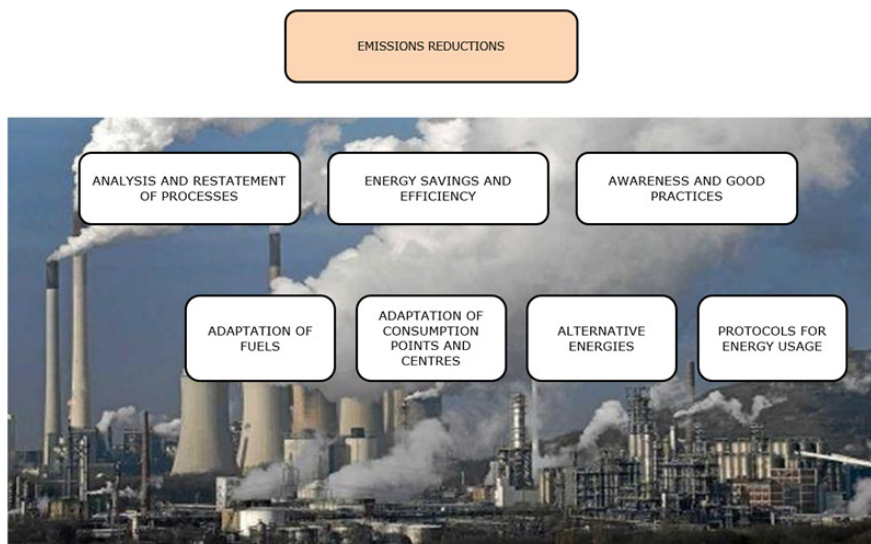 EMISSIONS REDUCTIONS
ANALYSIS AND RESTATEMENT
OF PROCESSES
ENERGY SAVINGS AND
EFFICIENCY
AWARENESS AND GOOD
PRACTICES
ADAPTATION OF
FUELS
ADAPTATION OF
CONSUMPTION
POINTS AND
CENTRES
ALTERNATIVE
ENERGIES
PROTOCOLS FOR
ENERGY USAGE